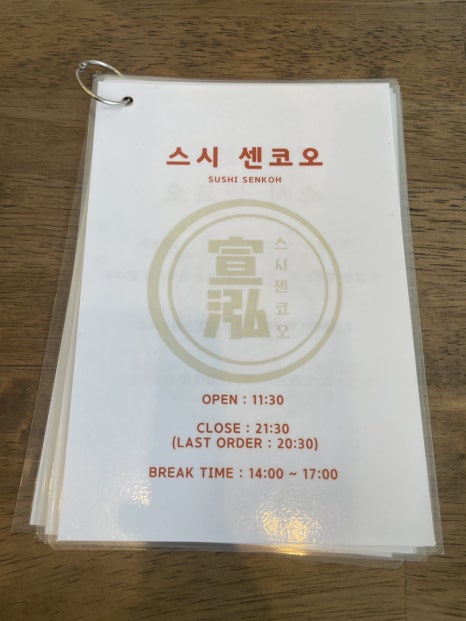 스시 센코오
SUSHI SENKOH
宣泓
스시센코오
OPEN : 11:30
CLOSE : 21:30
(LAST ORDER : 20:30)
BREAK TIME : 14:00 ~ 17:00